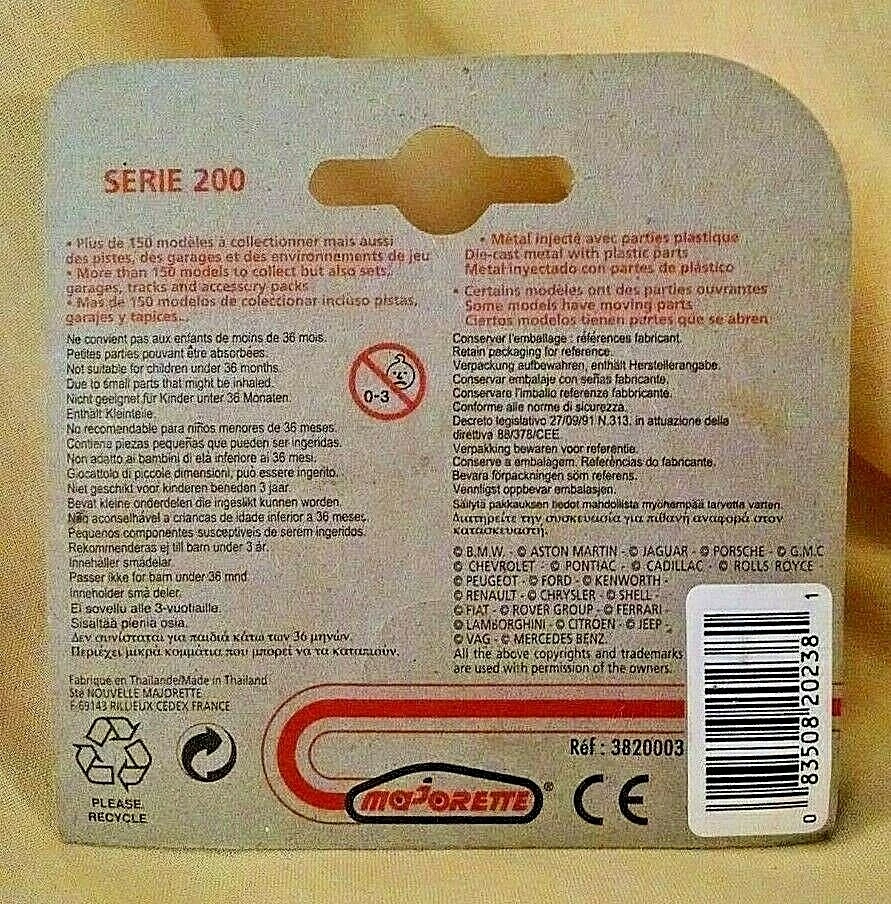 SERIE 200
• Plus de 150 modèles à collectionner mais aussi
des pistes, des garages et des environnements de jeu
• More than 150 models to collect but also sets,
garages, tracks and accessory packs
• Mas de 150 modelos de coleccionar incluso pistas,
garajes y tapices...
• Métal injecté avec parties plastique
Die-cast metal with plastic parts
Metal injectado con partes de plástico
• Certains modèles ont des parties ouvrantes
Some models have moving parts
Ciertos modelos tienen partes que se abren
Ne convient pas aux enfants de moins de 36 mois.
Petites parties pouvant être absorbées.
Not suitable for children under 36 months.
Due to small parts that might be inhaled.
Nicht geeignet für Kinder unter 36 Monaten.
Enthält Kleinteile.
No recomendable para niños menores de 36 meses.
Contiene piezas pequeñas que pueden ser ingeridas.
Non adatto ai bambini di età inferiore ai 36 mesi.
Giocattolo di piccole dimensioni, può essere ingerito.
Niet geschikt voor kinderen beneden 3 jaar.
Bevat kleine onderdelen die ingeslikt kunnen worden.
Não aconselhável a criancas de idade inferior a 36 meses.
Pequenos componentes susceptiveis de serem ingeridos.
Rekommenderas ej till barn under 3 år.
Innehåller smådelar.
Passer ikke for barn under 36 mnd.
Inneholder små deler.
Ei sovellu alle 3-vuotiaille.
Sisältää pieniä osia.
Δεν συνίσταται για παιδιά κάτω των 36 μηνών.
Περιέχει μικρά κομμάτια που μπορεί να τα καταπιούν.
0-3
Conserver l'emballage : références fabricant.
Retain packaging for reference.
Verpackung aufbewahren, enthält Herstellerangabe.
Conservar embalaje con señas fabricante.
Conservare l'imballo referenze fabbricante.
Conforme alle norme di sicurezza.
Decreto legislativo 27/09/91 N.313. in attuazione della
direttiva 88/378/CEE
Verpakking bewaren voor referentie.
Conserve a embalagem. Referências do fabricante.
Bevara förpackningen som referens.
Vennligst oppbevar embalasjen.
Säilytä pakkauksen tiedot mahdollista myöhempää tarvetta varten.
Διατηρείτε την συσκευασία για πιθανή αναφορά στον
κατασκευαστή.
© B.M.W. - © ASTON MARTIN - © JAGUAR - © PORSCHE - © G.M.C
© CHEVROLET - © PONTIAC - © CADILLAC - © ROLLS ROYCE -
© PEUGEOT - © FORD - © KENWORTH -
© RENAULT - © CHRYSLER - © SHELL -
© FIAT - © ROVER GROUP - © FERRARI -
© LAMBORGHINI - © CITROEN - © JEEP
© VAG - © MERCEDES BENZ.
All the above copyrights and trademarks
are used with permission of the owners.
Fabriqué en Thaïlande/Made in Thailand
Sté NOUVELLE MAJORETTE
F-69143 RILLIEUX CEDEX FRANCE
PLEASE
RECYCLE
Réf : 3820003
MAJORETTE ®
CE
0 83508 20238 1